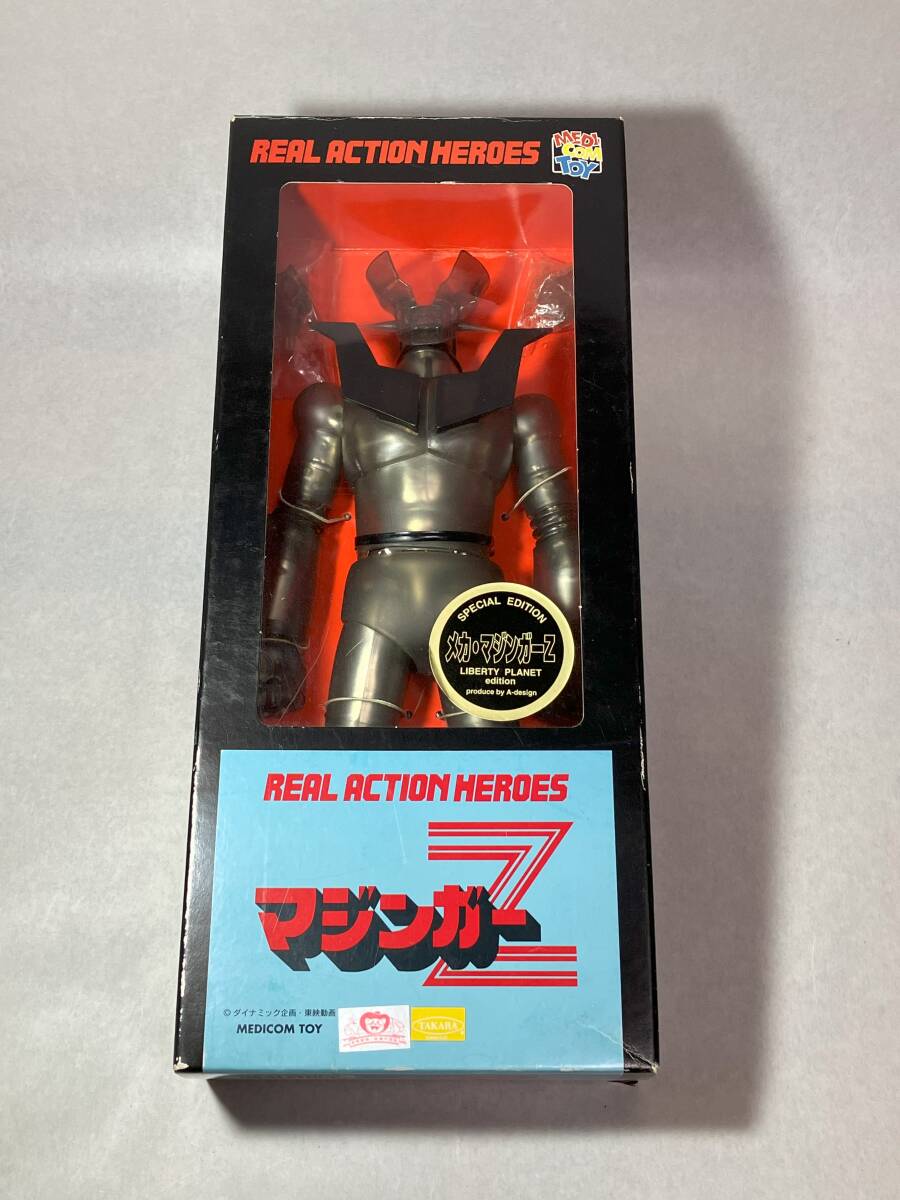 REAL ACTION HEROES
MEDI
COM
TOY
SPECIAL EDITION
メカ・マジンガーZ
LIBERTY PLANET
edition
produce by A-design
REAL ACTION HEROES
マジンガーZ
© ダイナミック企画・東映動画
MEDICOM TOY
TAKARA